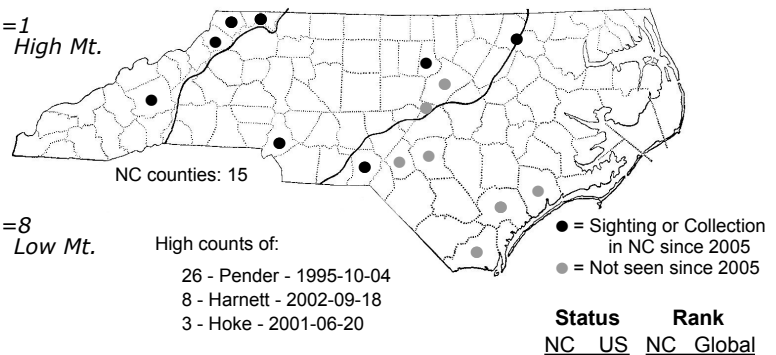 =1
High Mt.
NC counties: 15
=8
Low Mt.
High counts of:
26 - Pender - 1995-10-04
8 - Harnett - 2002-09-18
3 - Hoke - 2001-06-20
= Sighting or Collection
in NC since 2005
= Not seen since 2005
Status Rank
NC US NC Global